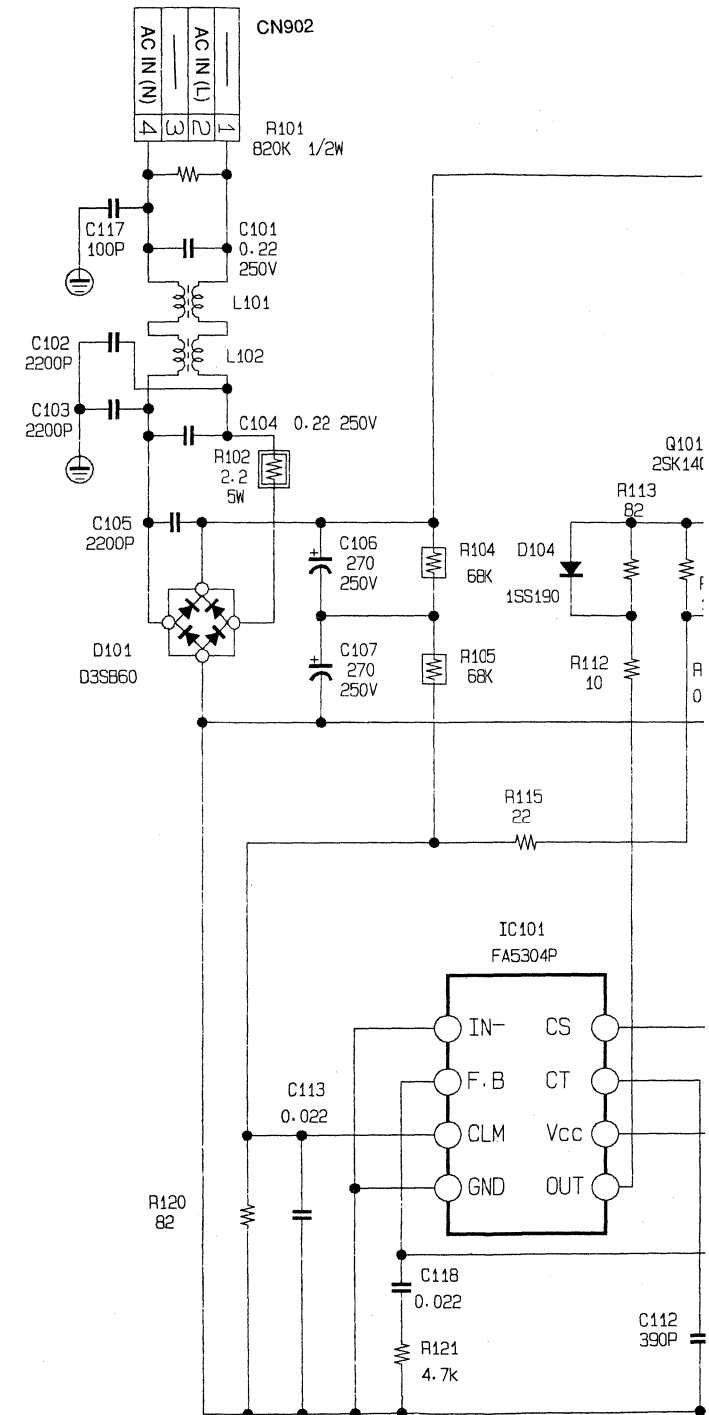 CN902
AC IN (N)
AC IN (L)
4 3 2 1
R101
820K 1/2W
C117
100P
C101
0.22
250V
L101
C102
2200P
L102
C103
2200P
C104 0.22 250V
R102
2.2
5W
Q101
2SK140
R113
82
C105
2200P
C106
270
250V
R104
68K
D104
1SS190
D101
D3SB60
C107
270
250V
R105
68K
R112
10
R
0
R115
22
IC101
FA5304P
IN- CS
F.B CT
CLM Vcc
GND OUT
C113
0.022
R120
82
C118
0.022
C112
390P
R121
4.7k